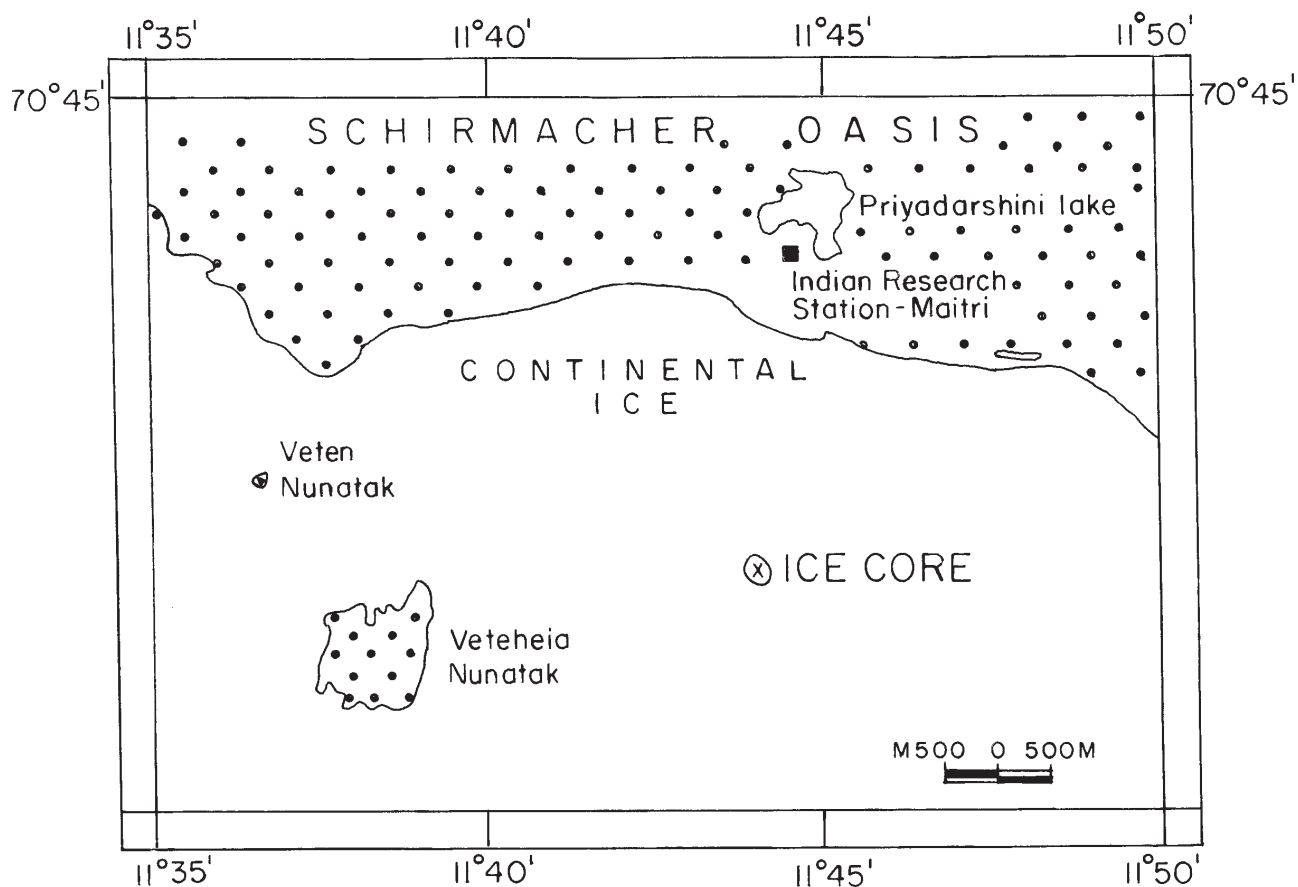 11°35' 11°40' 11°45' 11°50'
70°45' 70°45'
SCHIRMACHER OASIS
Priyadarshini lake
Indian Research
Station-Maitri
CONTINENTAL
ICE
Veten
Nunatak
ICE CORE
x
Veteheia
Nunatak
M500 0 500M
11°35' 11°40' 11°45' 11°50'